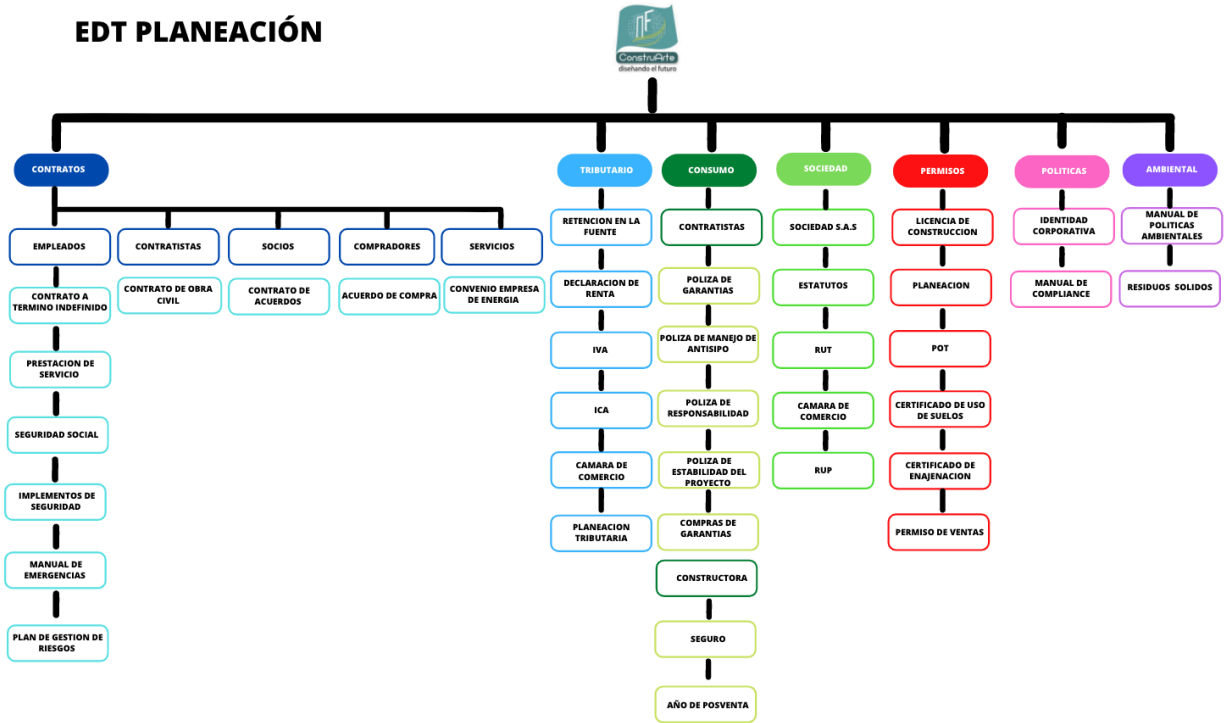 EDT PLANEACIÓN
nF
ConstruArte
diseñando el futuro
CONTRATOS
TRIBUTARIO
CONSUMO
SOCIEDAD
PERMISOS
POLITICAS
AMBIENTAL
EMPLEADOS
CONTRATO A
TERMINO INDEFINIDO
PRESTACION DE
SERVICIO
SEGURIDAD SOCIAL
IMPLEMENTOS DE
SEGURIDAD
MANUAL DE
EMERGENCIAS
PLAN DE GESTION DE
RIESGOS
CONTRATISTAS
CONTRATO DE OBRA
CIVIL
SOCIOS
CONTRATO DE
ACUERDOS
COMPRADORES
ACUERDO DE COMPRA
SERVICIOS
CONVENIO EMPRESA
DE ENERGIA
RETENCION EN LA
FUENTE
DECLARACION DE
RENTA
IVA
ICA
CAMARA DE
COMERCIO
PLANEACION
TRIBUTARIA
CONTRATISTAS
POLIZA DE
GARANTIAS
POLIZA DE MANEJO DE
ANTISIPO
POLIZA DE
RESPONSABILIDAD
POLIZA DE
ESTABILIDAD DEL
PROYECTO
COMPRAS DE
GARANTIAS
CONSTRUCTORA
SEGURO
AÑO DE POSVENTA
SOCIEDAD S.A.S
ESTATUTOS
RUT
CAMARA DE
COMERCIO
RUP
LICENCIA DE
CONSTRUCCION
PLANEACION
POT
CERTIFICADO DE USO
DE SUELOS
CERTIFICADO DE
ENAJENACION
PERMISO DE VENTAS
IDENTIDAD
CORPORATIVA
MANUAL DE
COMPLIANCE
MANUAL DE
POLITICAS
AMBIENTALES
RESIDUOS SOLIDOS